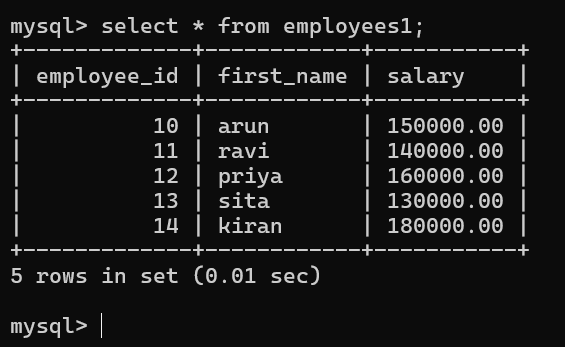 mysql> select * from employees1;
+-------------+------------+-----------+
| employee_id | first_name | salary    |
+-------------+------------+-----------+
|          10 | arun       | 150000.00 |
|          11 | ravi       | 140000.00 |
|          12 | priya      | 160000.00 |
|          13 | sita       | 130000.00 |
|          14 | kiran      | 180000.00 |
+-------------+------------+-----------+
5 rows in set (0.01 sec)
mysql>